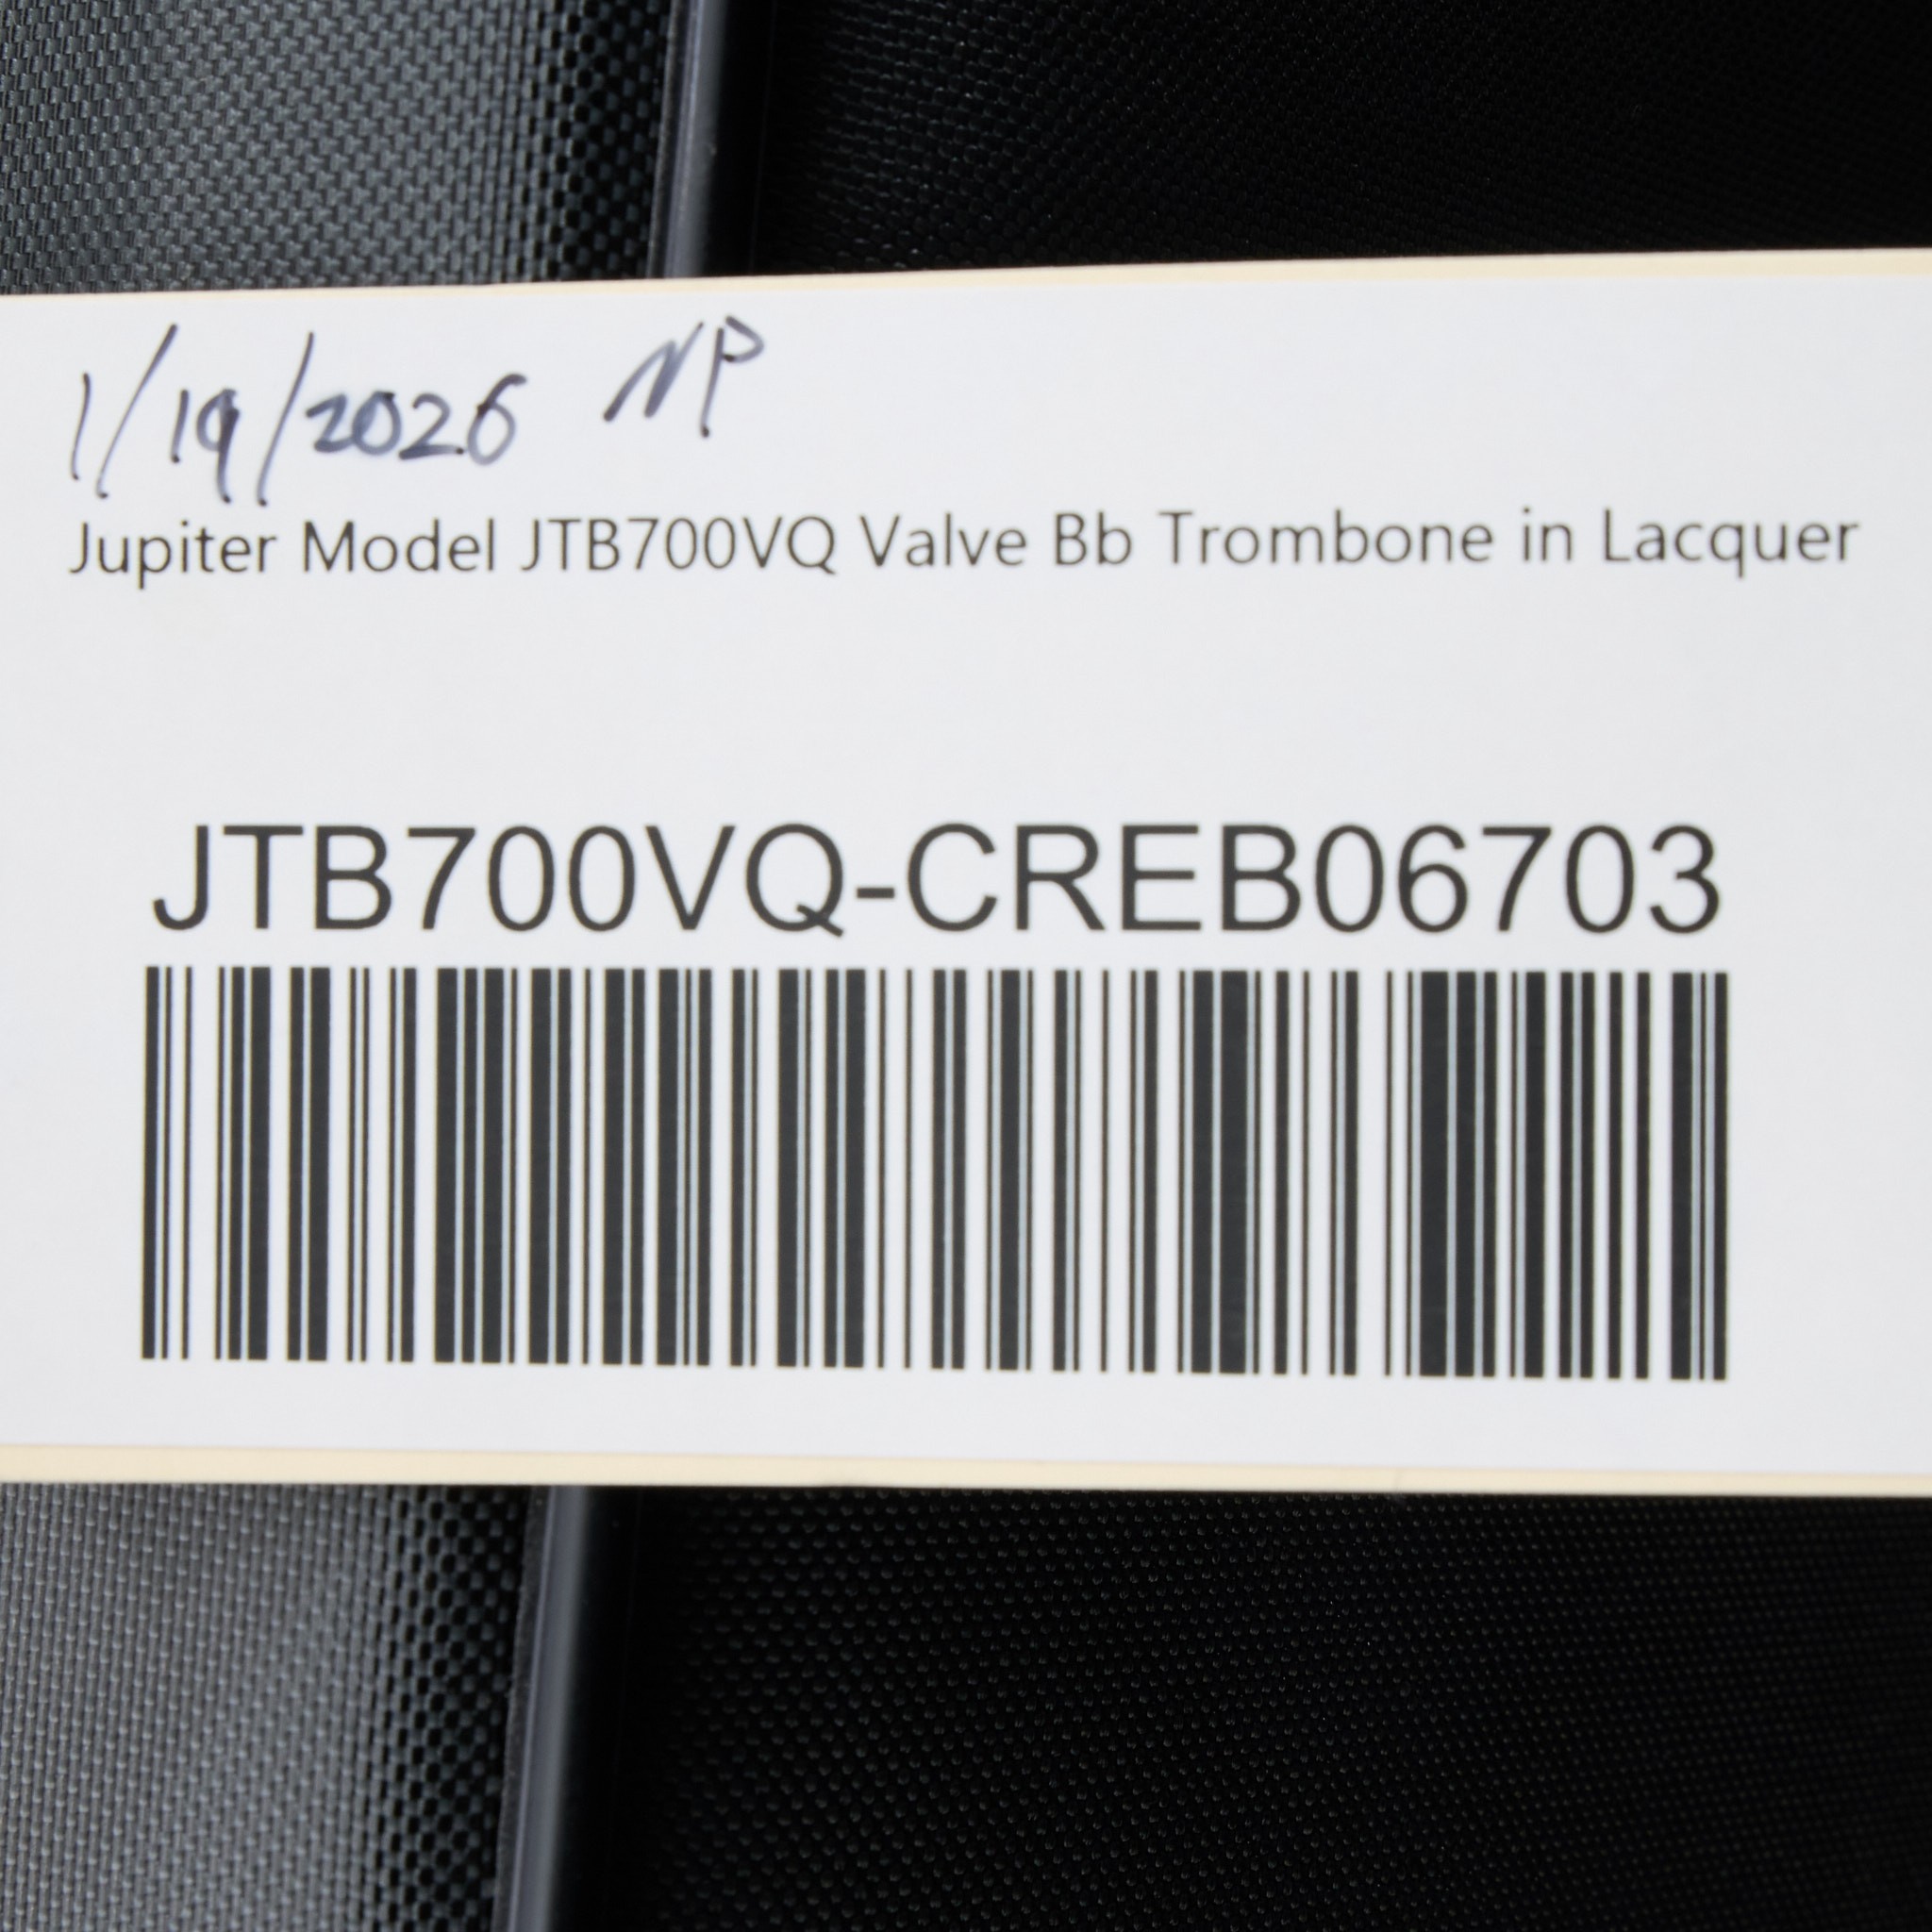 1/19/2026 NP
Jupiter Model JTB700VQ Valve Bb Trombone in Lacquer
JTB700VQ-CREB06703